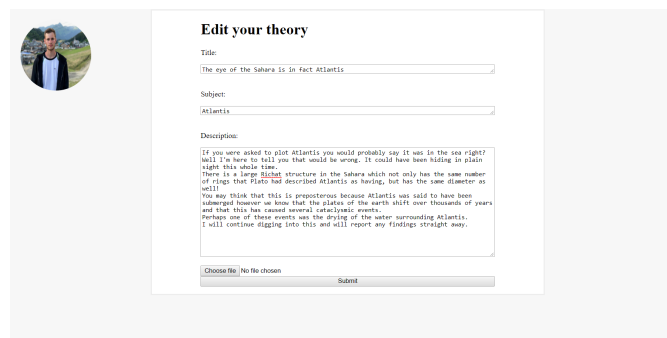 Edit your theory
Title:
The eye of the Sahara is in fact Atlantis
Subject:
Atlantis
Description:
If you were asked to plot Atlantis you would probably say it was in the sea right?
Well I'm here to tell you that would be wrong. It could have been hiding in plain
sight this whole time.
There is a large Richat structure in the Sahara which not only has the same number
of rings that Plato had described Atlantis as having, but has the same diameter as
well!
You may think that this is preposterous because Atlantis was said to have been
submerged however we know that the plates of the earth shift over thousands of years
and that this has caused several cataclysmic events.
Perhaps one of these events was the drying of the water surrounding Atlantis.
I will continue digging into this and will report any findings straight away.
Choose file No file chosen
Submit